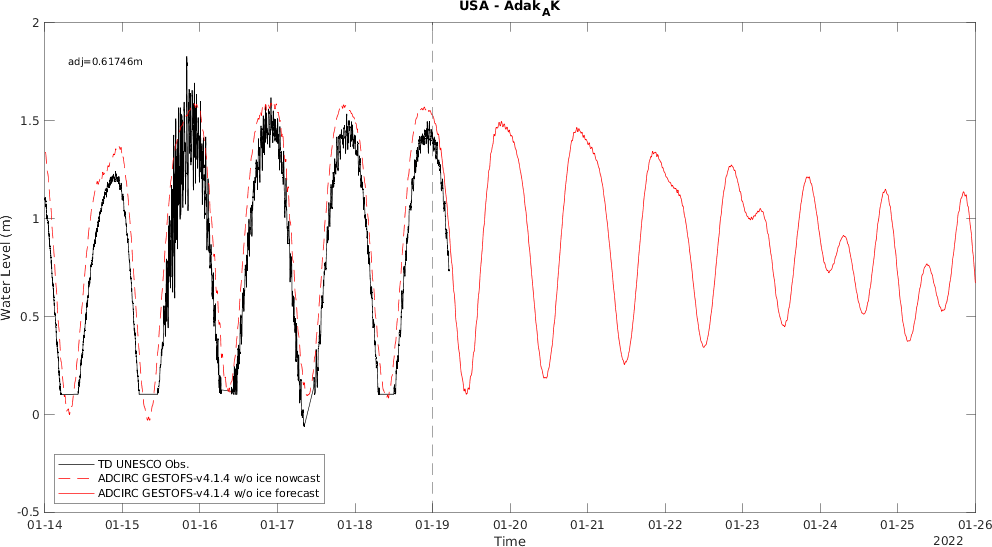 USA - Adak_AK
2
1.5
1
0.5
0
-0.5
Water Level (m)
adj=0.61746m
TD UNESCO Obs.
ADCIRC GESTOFS-v4.1.4 w/o ice nowcast
ADCIRC GESTOFS-v4.1.4 w/o ice forecast
01-14 01-15 01-16 01-17 01-18 01-19 01-20 01-21 01-22 01-23 01-24 01-25 01-26
Time
2022